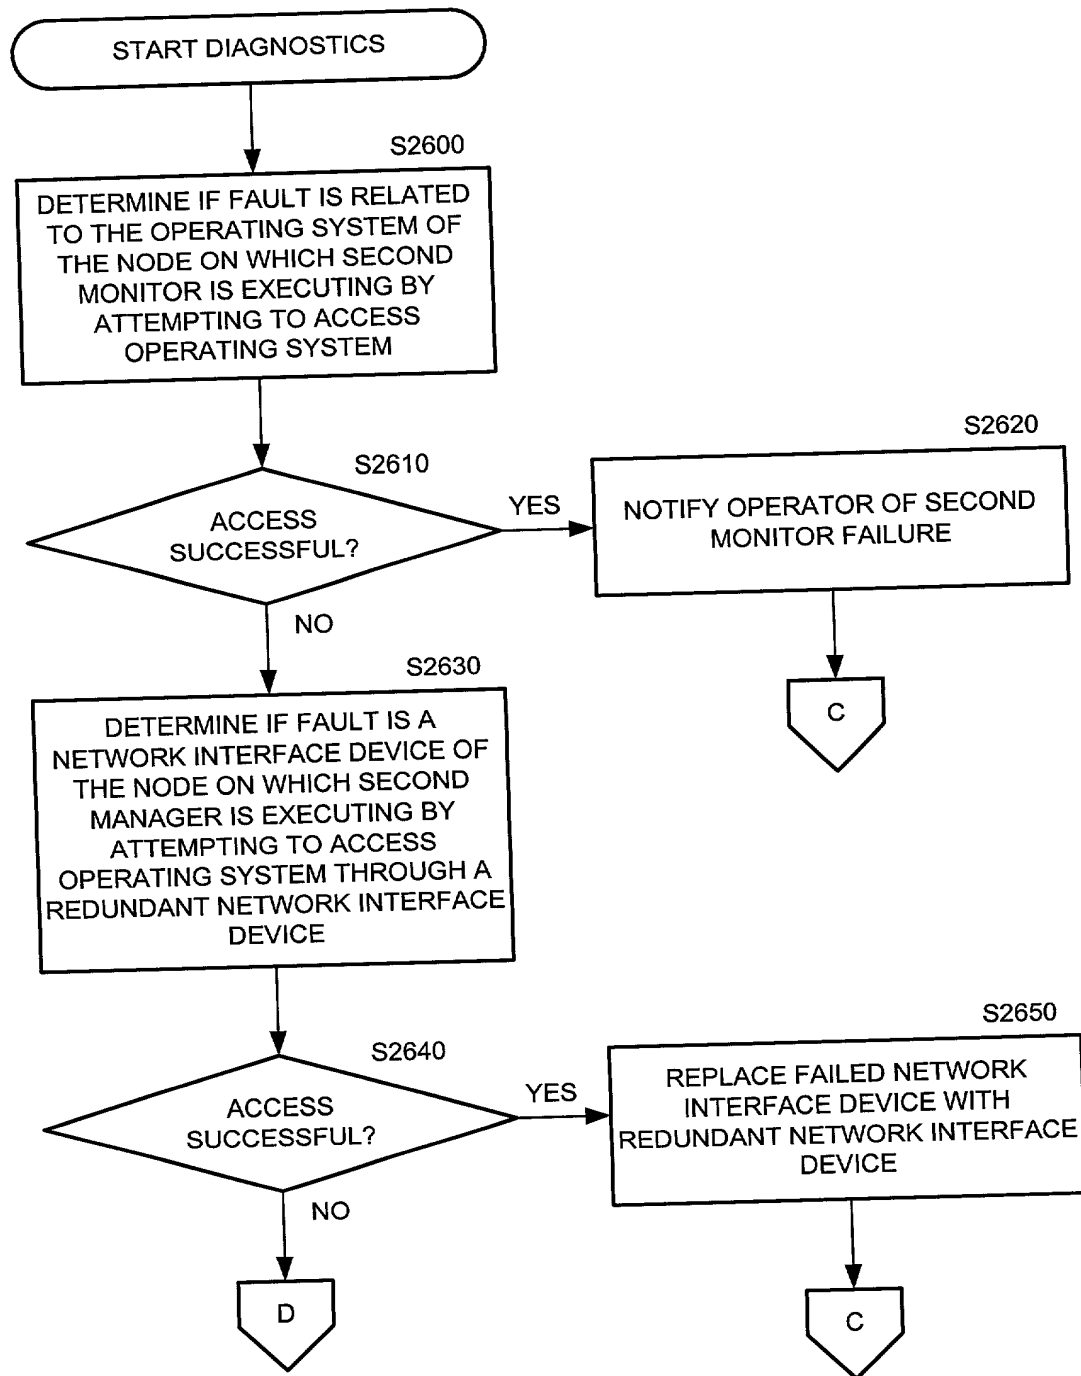 START DIAGNOSTICS
S2600
DETERMINE IF FAULT IS RELATED
TO THE OPERATING SYSTEM OF
THE NODE ON WHICH SECOND
MONITOR IS EXECUTING BY
ATTEMPTING TO ACCESS
OPERATING SYSTEM
S2610
ACCESS
SUCCESSFUL?
YES
S2620
NOTIFY OPERATOR OF SECOND
MONITOR FAILURE
C
NO
S2630
DETERMINE IF FAULT IS A
NETWORK INTERFACE DEVICE OF
THE NODE ON WHICH SECOND
MANAGER IS EXECUTING BY
ATTEMPTING TO ACCESS
OPERATING SYSTEM THROUGH A
REDUNDANT NETWORK INTERFACE
DEVICE
S2640
ACCESS
SUCCESSFUL?
YES
S2650
REPLACE FAILED NETWORK
INTERFACE DEVICE WITH
REDUNDANT NETWORK INTERFACE
DEVICE
NO
D
C